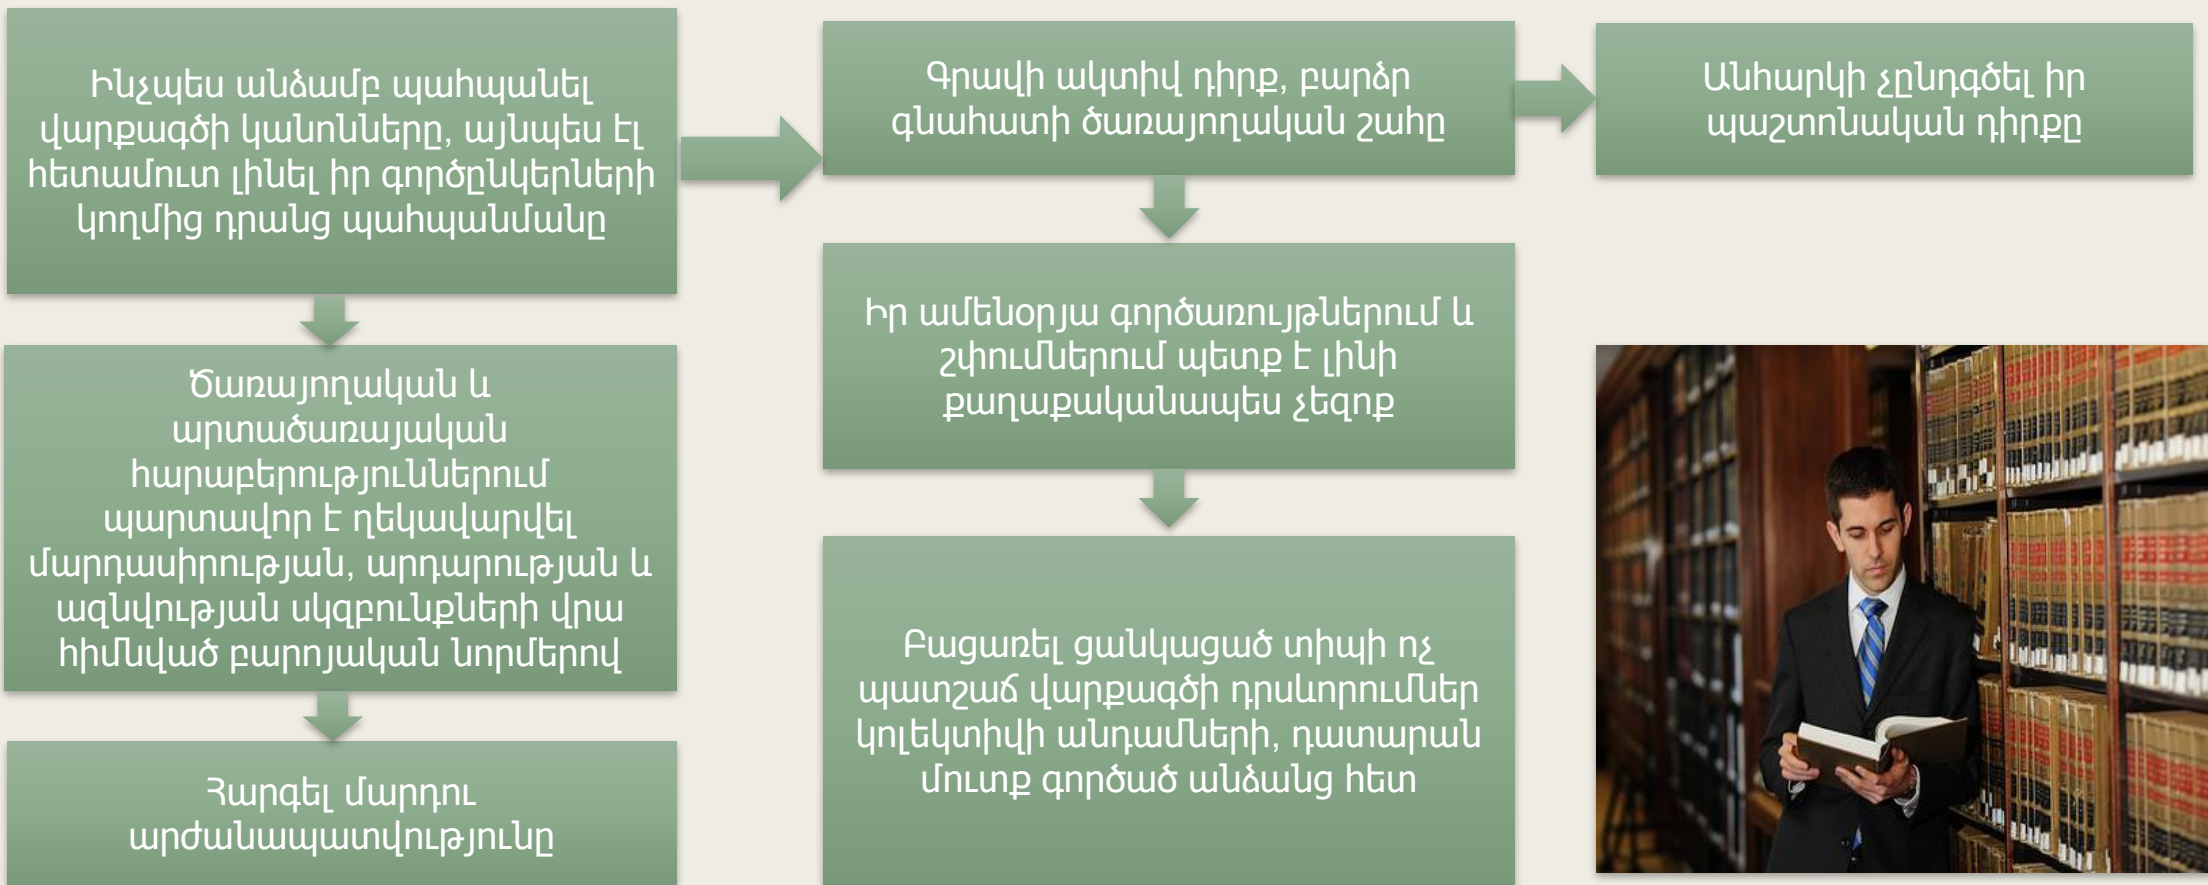 Ինչպես անձամբ պահպանել
վարքագծի կանոնները, այնպես էլ
հետամուտ լինել իր գործընկերների
կողմից դրանց պահպանմանը
Ծառայողական և
արտածառայական
հարաբերություններում
պարտավոր է ղեկավարվել
մարդասիրության, արդարության և
ազնվության սկզբունքների վրա
հիմնված բարոյական նորմերով
Հարգել մարդու
արժանապատվությունը
Գրավի ակտիվ դիրք, բարձր
գնահատի ծառայողական շահը
Իր ամենօրյա գործառույթներում և
շփումներում պետք է լինի
քաղաքականապես չեզոք
Բացառել ցանկացած տիպի ոչ
պատշաճ վարքագծի դրսևորումներ
կոլեկտիվի անդամների, դատարան
մուտք գործած անձանց հետ
Անհարկի չընդգծել իր
պաշտոնական դիրքը